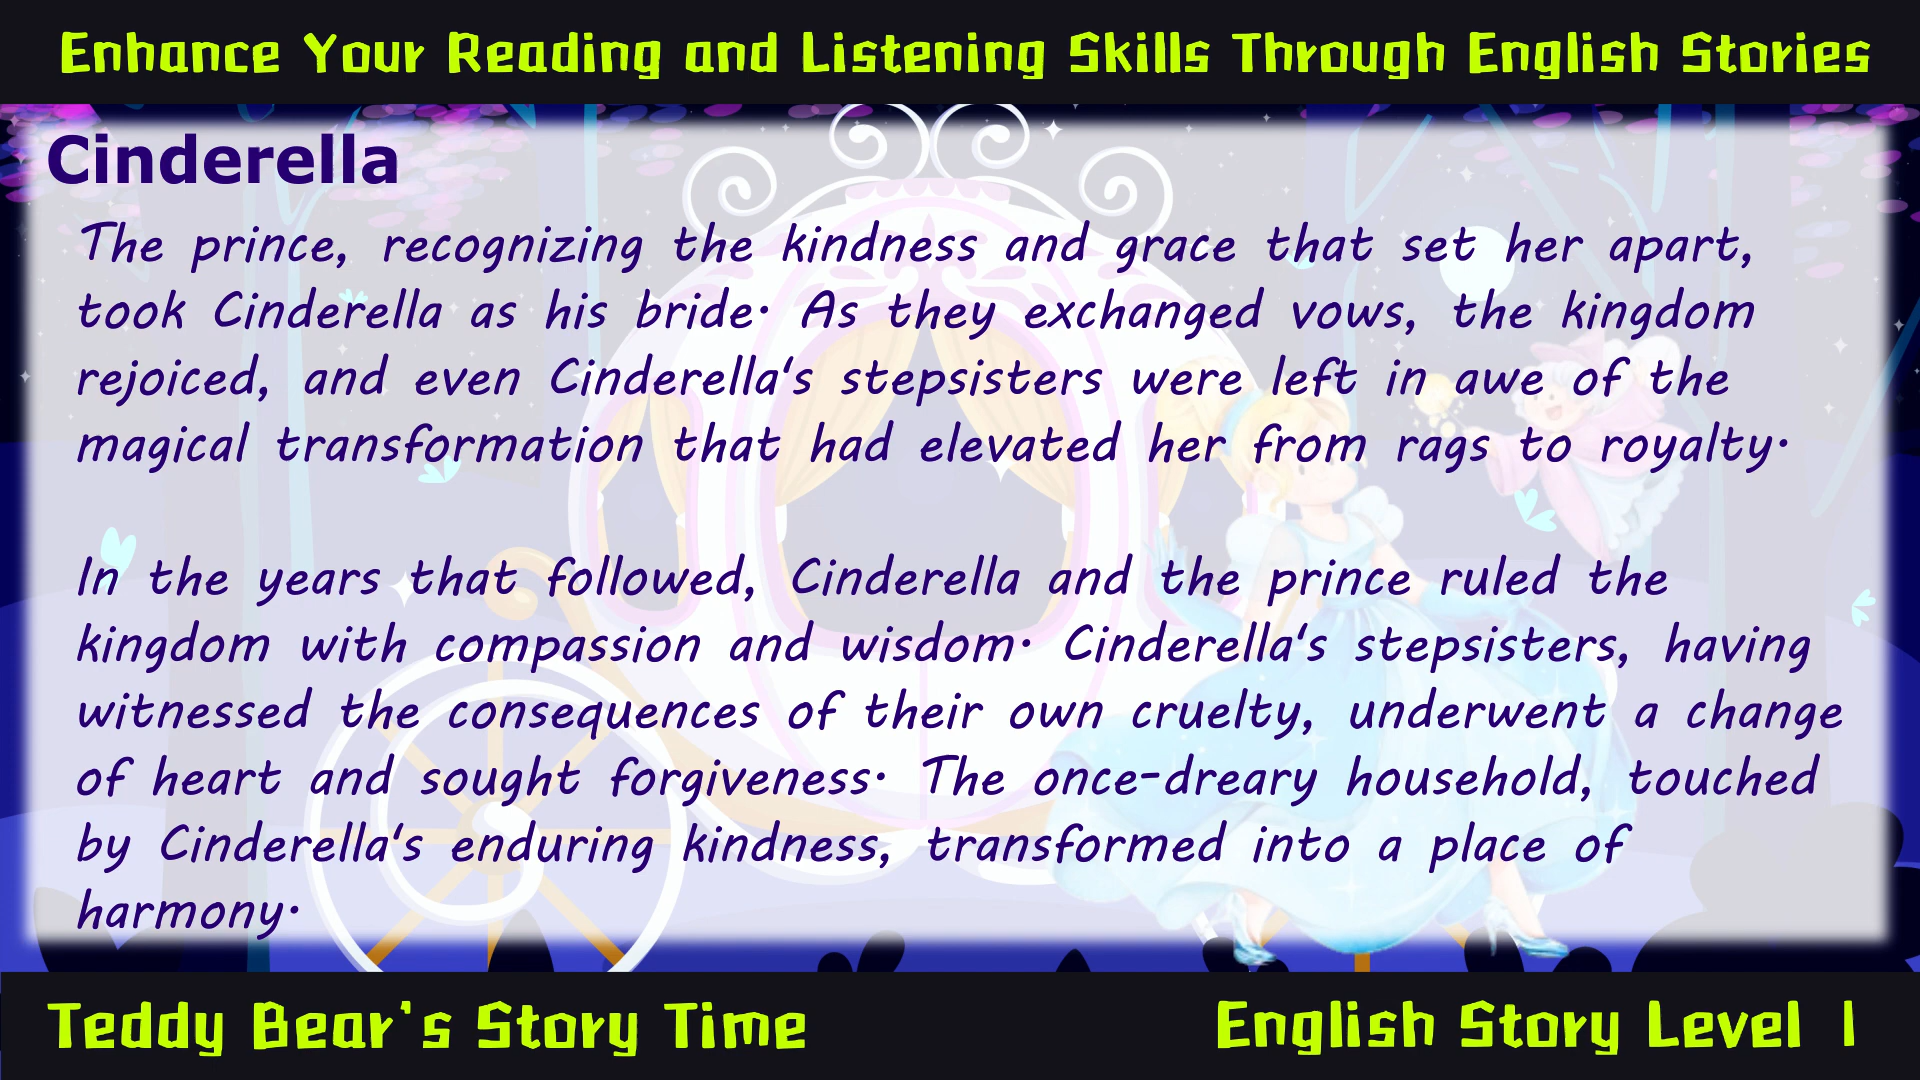 Enhance Your Reading and Listening Skills Through English Stories
Cinderella
The prince, recognizing the kindness and grace that set her apart,
took Cinderella as his bride. As they exchanged vows, the kingdom
rejoiced, and even Cinderella's stepsisters were left in awe of the
magical transformation that had elevated her from rags to royalty.
In the years that followed, Cinderella and the prince ruled the
kingdom with compassion and wisdom. Cinderella's stepsisters, having
witnessed the consequences of their own cruelty, underwent a change
of heart and sought forgiveness. The once-dreary household, touched
by Cinderella's enduring kindness, transformed into a place of
harmony.
Teddy Bear's Story Time
English Story Level 1